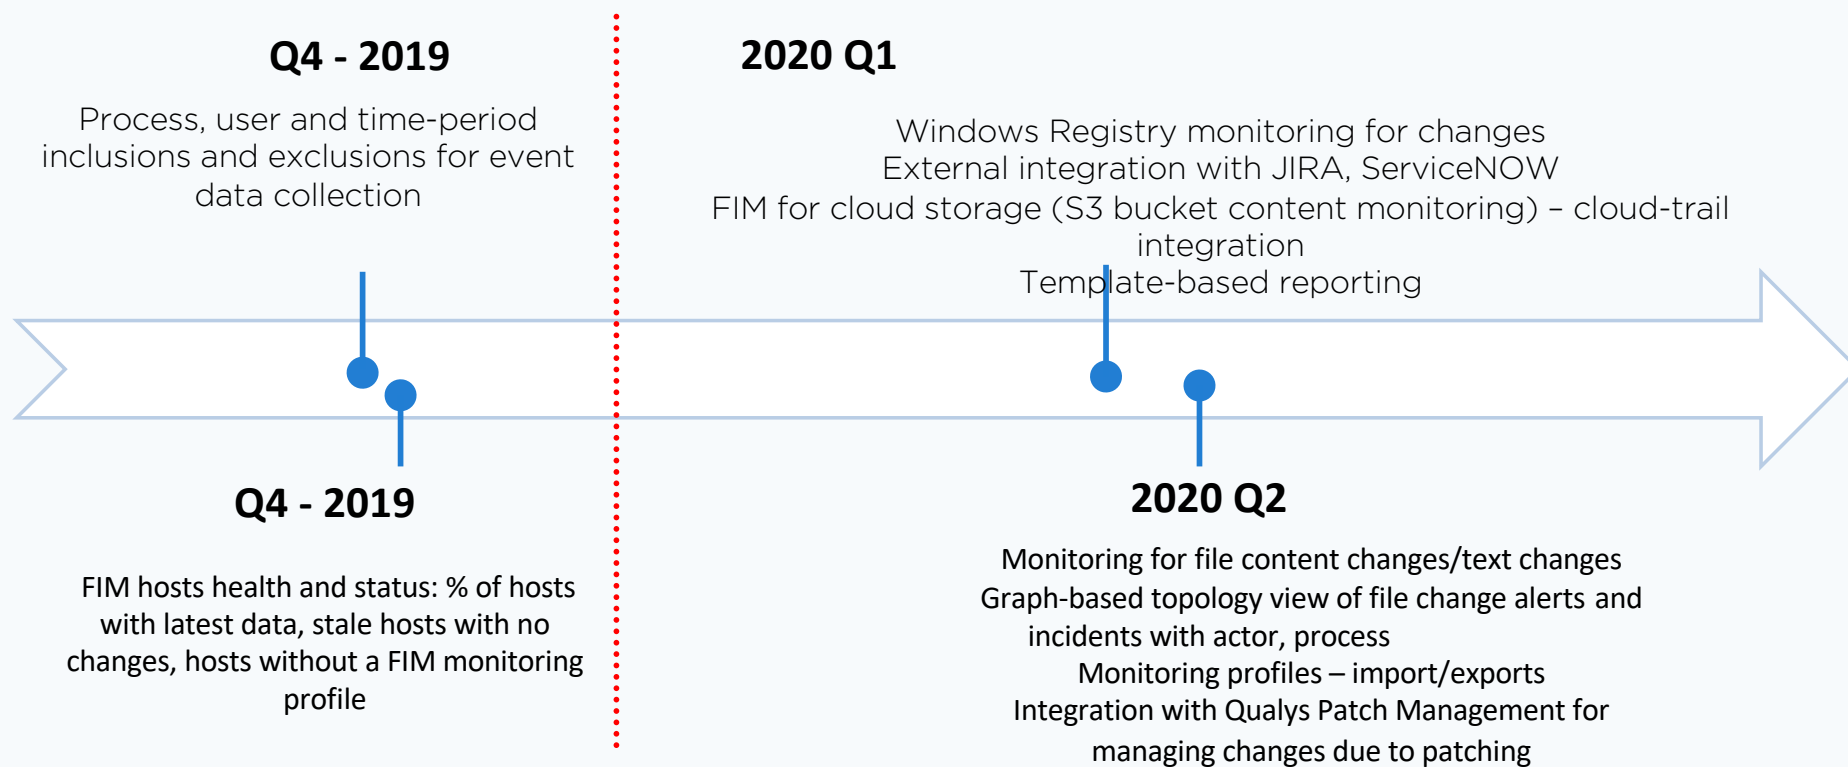 Q4 - 2019
Process, user and time-period
inclusions and exclusions for event
data collection
2020 Q1
Windows Registry monitoring for changes
External integration with JIRA, ServiceNOW
FIM for cloud storage (S3 bucket content monitoring) – cloud-trail
integration
Template-based reporting
Q4 - 2019
FIM hosts health and status: % of hosts
with latest data, stale hosts with no
changes, hosts without a FIM monitoring
profile
2020 Q2
Monitoring for file content changes/text changes
Graph-based topology view of file change alerts and
incidents with actor, process
Monitoring profiles – import/exports
Integration with Qualys Patch Management for
managing changes due to patching